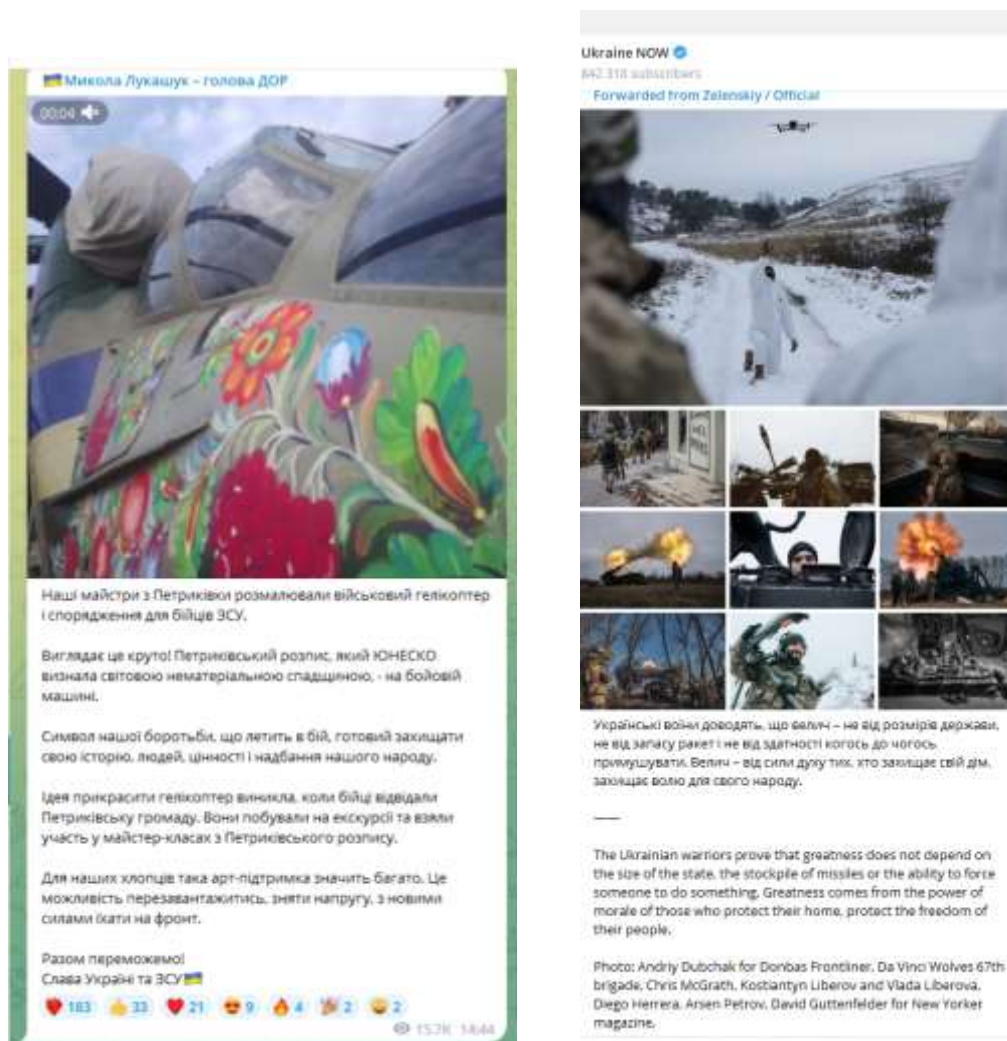 Микола Лукашук – голова ДОР
00:04
Наші майстри з Петриківки розмалювали військовий гелікоптер
і спорядження для бійців ЗСУ.
Виглядає це круто! Петриківський розпис, який ЮНЕСКО
визнала світовою нематеріальною спадщиною, - на бойовій
машині.
Символ нашої боротьби, що летить в бій, готовий захищати
свою історію, людей, цінності і надбання нашого народу.
Ідея прикрасити гелікоптер виникла, коли бійці відвідали
Петриківську громаду. Вони побували на екскурсії та взяли
участь у майстер-класах з Петриківського розпису.
Для наших хлопців така арт-підтримка значить багато. Це
можливість перезавантажитись, зняти напругу, з новими
силами їхати на фронт.
Разом переможемо!
Слава Україні та ЗСУ
183 33 21 9 4 2 2
15.7K 14:44
Ukraine NOW
842 318 subscribers
Forwarded from Zelenskiy / Official
Українські воїни доводять, що велич – не від розмірів держави,
не від запасу ракет і не від здатності когось до чогось
примушувати. Велич – від сили духу тих, хто захищає свій дім,
захищає волю для свого народу.
——
The Ukrainian warriors prove that greatness does not depend on
the size of the state, the stockpile of missiles or the ability to force
someone to do something. Greatness comes from the power of
morale of those who protect their home, protect the freedom of
their people.
Photo: Andriy Dubchak for Donbas Frontliner, Da Vinci Wolves 67th
brigade, Chris McGrath, Kostiantyn Liberov and Vlada Liberova,
Diego Herrera, Arsen Petrov, David Guttenfelder for New Yorker
magazine.